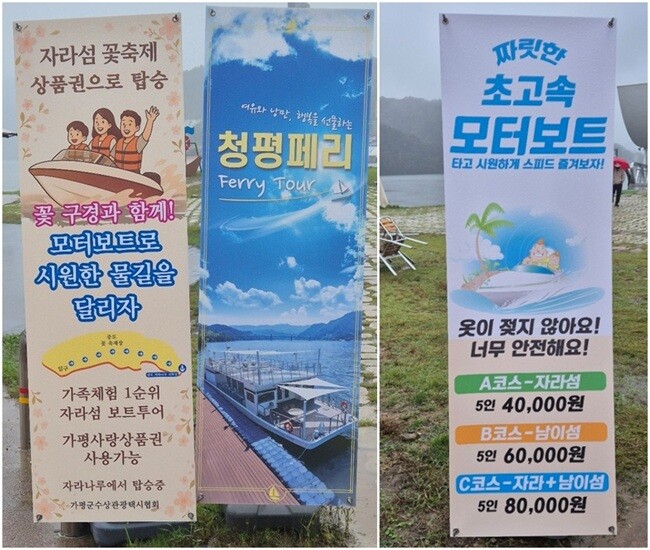 자라섬 꽃축제
상품권으로 탑승
꽃 구경과 함께!
모터보트로
시원한 물길을
달리자
중도
꽃 축제장
입구
가족체험 1순위
자라섬 보트투어
가평사랑상품권
사용가능
자라나루에서 탑승중
가평군수상관광택시협회
여유와 낭만, 행복을 선물하는
청평페리
Ferry Tour
짜릿한
초고속
모터보트
타고 시원하게 스피드 즐겨보자!
옷이 젖지 않아요!
너무 안전해요!
A코스-자라섬
5인 40,000원
B코스-남이섬
5인 60,000원
C코스-자라+남이섬
5인 80,000원